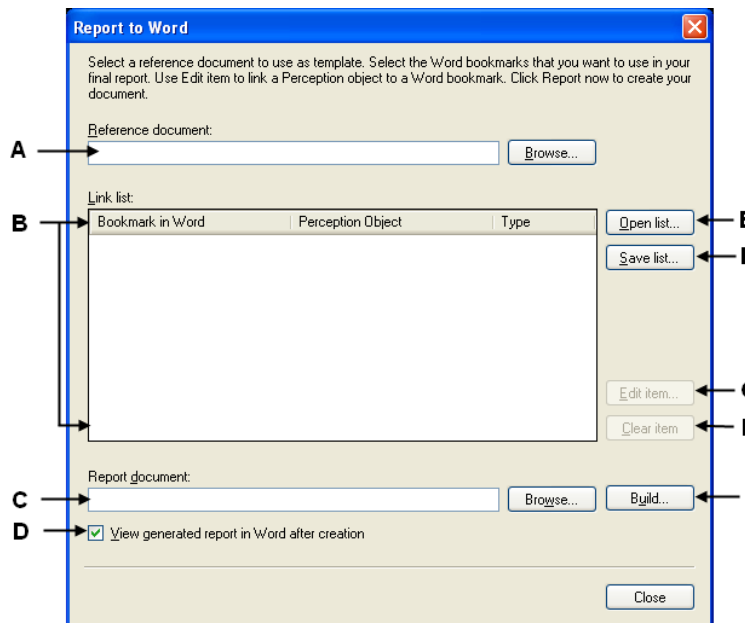 Report to Word
Select a reference document to use as template. Select the Word bookmarks that you want to use in your
final report. Use Edit item to link a Perception object to a Word bookmark. Click Report now to create your
document.
Reference document:
A
Browse...
Link list:
B
Bookmark in Word Perception Object Type
Open list...
Save list...
Edit item...
Clear item
Report document:
C
Browse... Build...
D
View generated report in Word after creation
Close